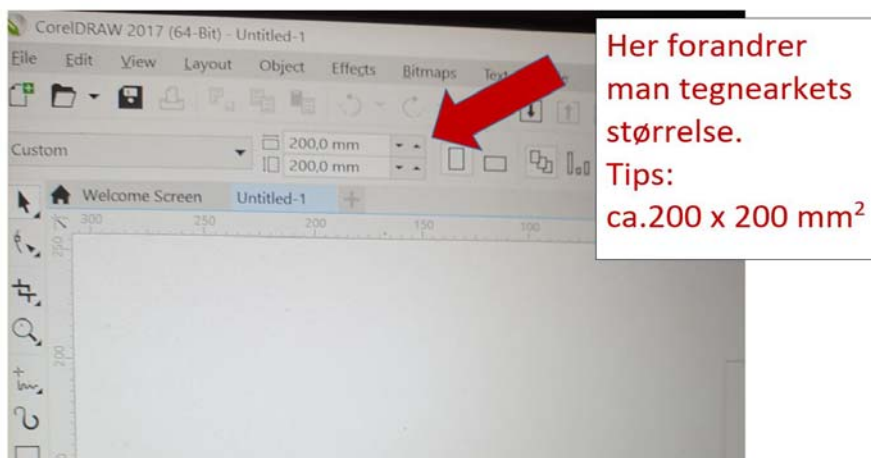 CorelDRAW 2017 (64-Bit) - Untitled-1
File Edit View Layout Object Effects Bitmaps
Custom
200,0 mm
200,0 mm
Welcome Screen Untitled-1
300 250 200 150 100
250
200
Her forandrer
man tegnearkets
størrelse.
Tips:
ca.200 x 200 mm²